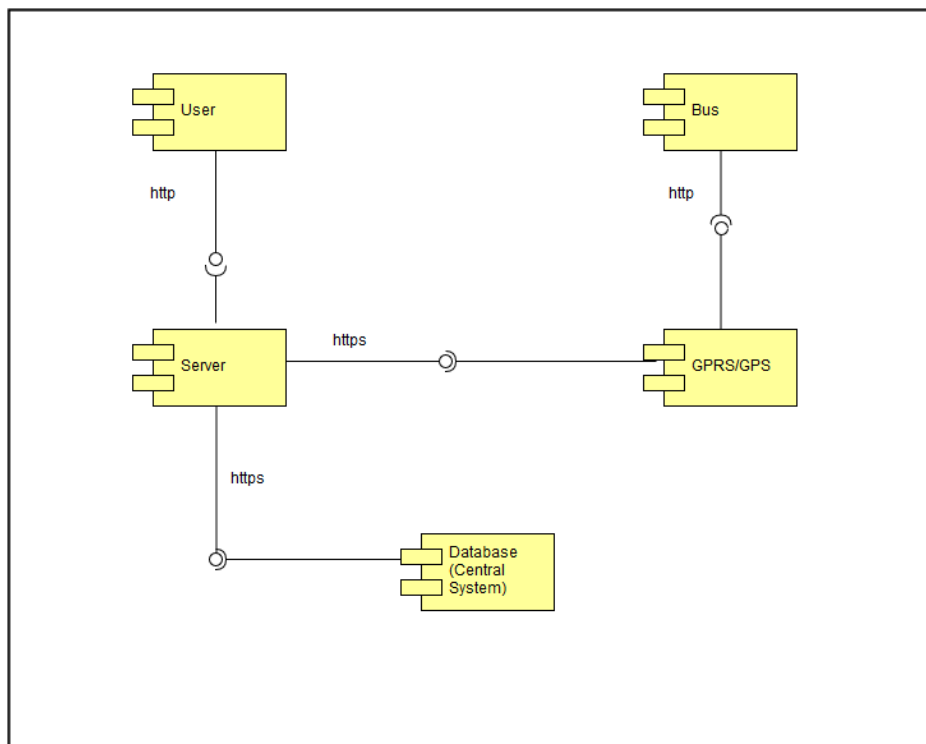 User
Bus
http
http
https
Server
GPRS/GPS
https
Database
(Central
System)